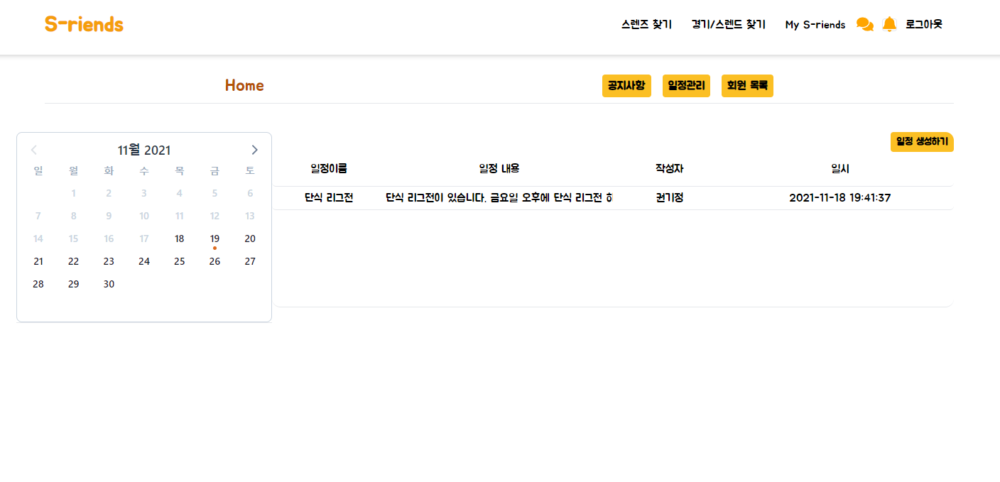 S-riends 스렌즈 찾기 경기/스렌드 찾기 My S-riends 로그아웃
Home 공지사항 일정관리 회원 목록
11월 2021
일 월 화 수 목 금 토
1 2 3 4 5 6
7 8 9 10 11 12 13
14 15 16 17 18 19 20
21 22 23 24 25 26 27
28 29 30
일정 생성하기
일정이름 일정 내용 작성자 일시
단식 리그전 단식 리그전이 있습니다. 금요일 오후에 단식 리그전 권기정 2021-11-18 19:41:37